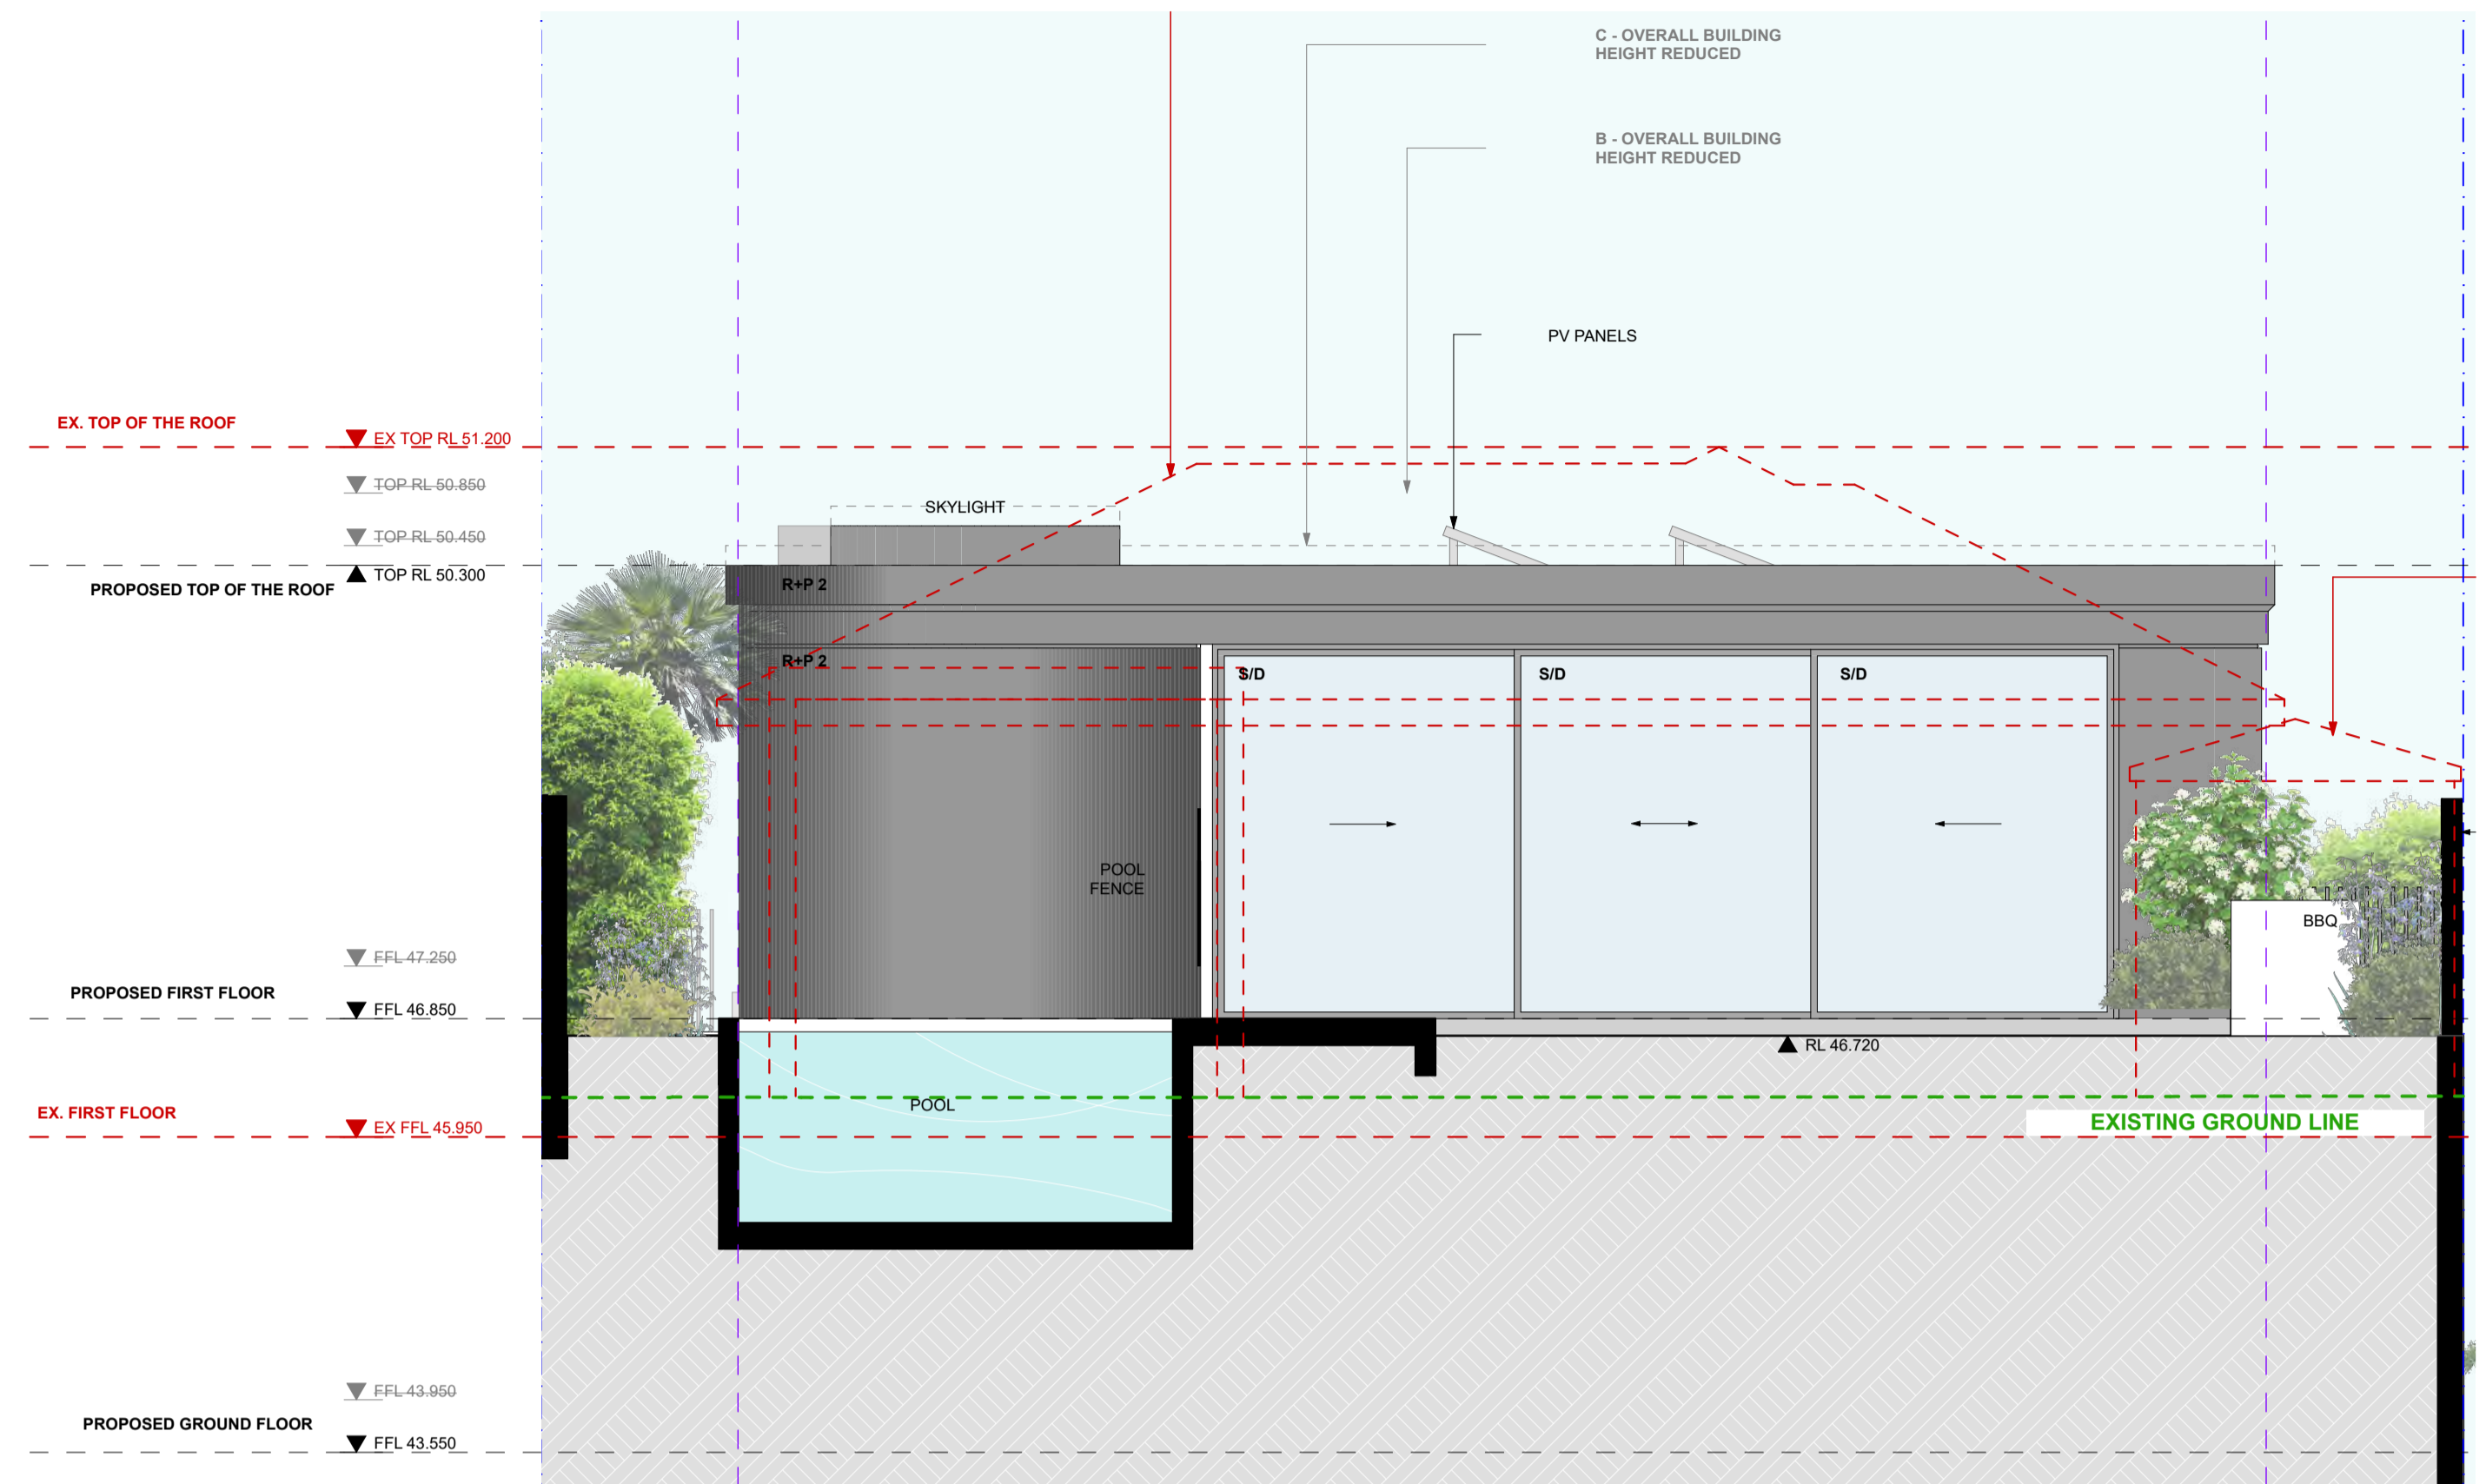 C - OVERALL BUILDING
HEIGHT REDUCED
B - OVERALL BUILDING
HEIGHT REDUCED
PV PANELS
EX. TOP OF THE ROOF
EX TOP RL 51.200
TOP RL 50.850
SKYLIGHT
TOP RL 50.450
TOP RL 50.300
PROPOSED TOP OF THE ROOF
R+P 2
R+P 2
S/D
S/D
S/D
POOL
FENCE
BBQ
FFL 47.250
PROPOSED FIRST FLOOR
FFL 46.850
RL 46.720
POOL
EX. FIRST FLOOR
EX FFL 45.950
EXISTING GROUND LINE
FFL 43.950
PROPOSED GROUND FLOOR
FFL 43.550